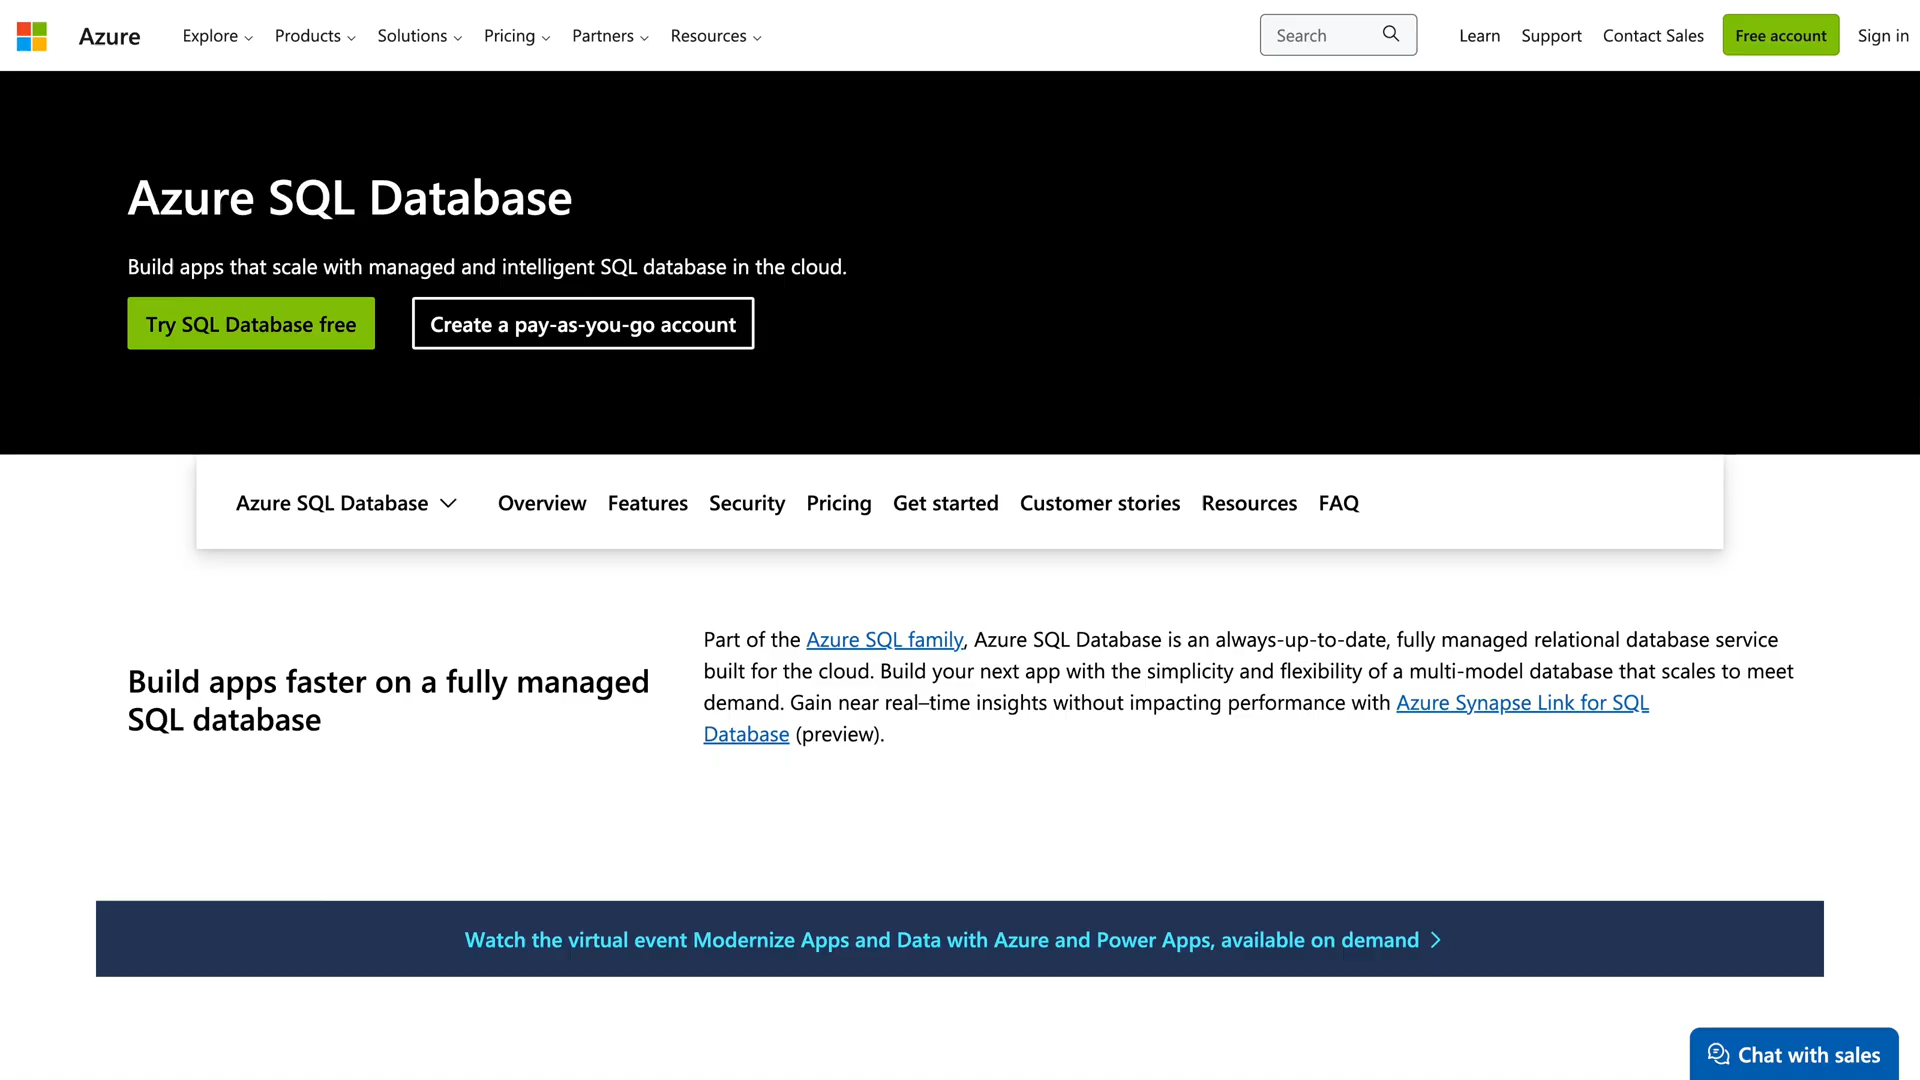 Azure
Explore
Products
Solutions
Pricing
Partners
Resources
Search
Learn
Support
Contact Sales
Free account
Sign in
Azure SQL Database
Build apps that scale with managed and intelligent SQL database in the cloud.
Try SQL Database free
Create a pay-as-you-go account
Azure SQL Database
Overview
Features
Security
Pricing
Get started
Customer stories
Resources
FAQ
Build apps faster on a fully managed
SQL database
Part of the Azure SQL family, Azure SQL Database is an always-up-to-date, fully managed relational database service
built for the cloud. Build your next app with the simplicity and flexibility of a multi-model database that scales to meet
demand. Gain near real–time insights without impacting performance with Azure Synapse Link for SQL
Database (preview).
Watch the virtual event Modernize Apps and Data with Azure and Power Apps, available on demand
Chat with sales